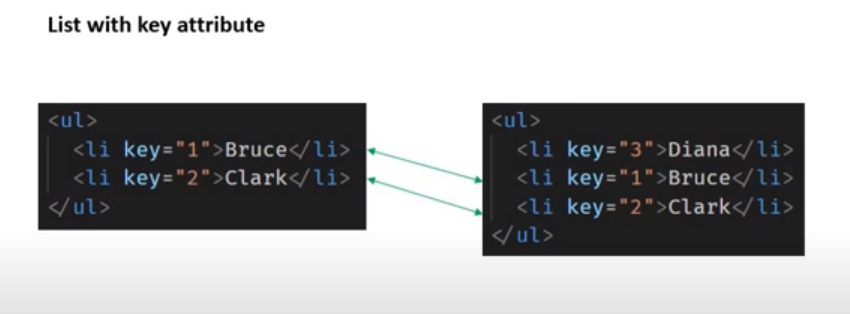 List with key attribute
<ul>
<li key="1">Bruce</li>
<li key="2">Clark</li>
</ul>
<ul>
<li key="3">Diana</li>
<li key="1">Bruce</li>
<li key="2">Clark</li>
</ul>